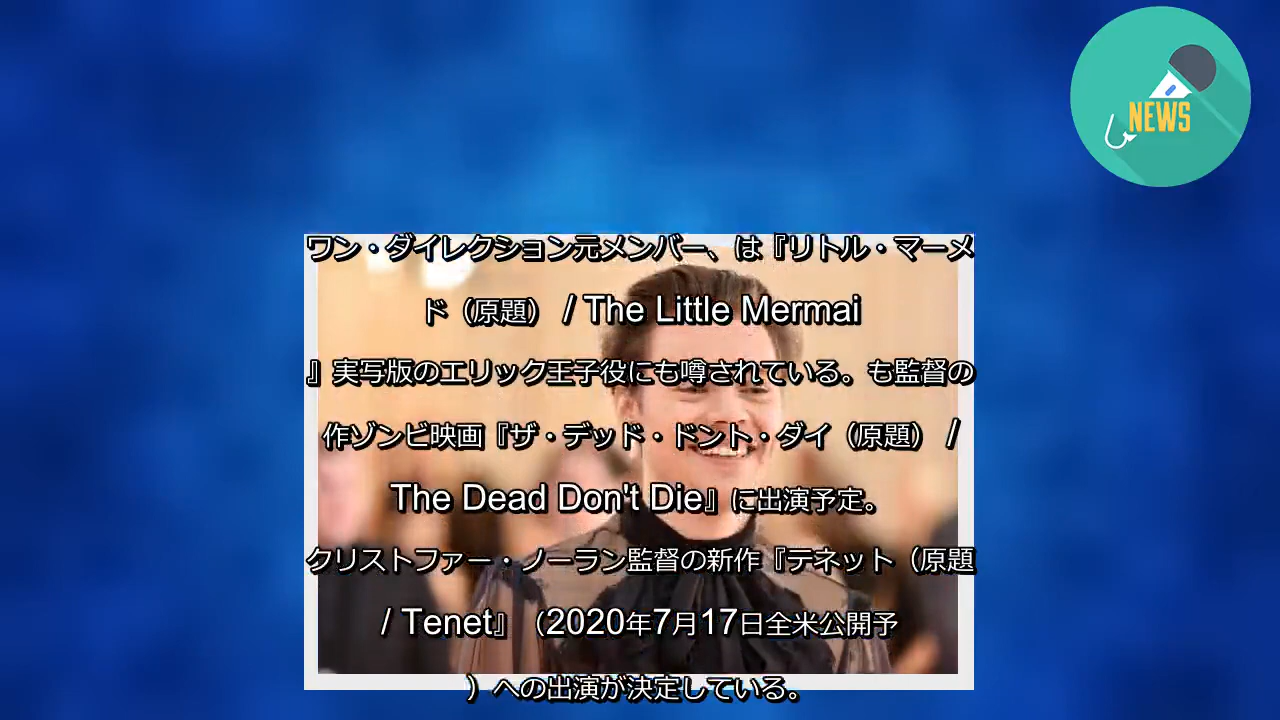 NEWS
ワン・ダイレクション元メンバー、は『リトル・マーメ
ド（原題） / The Little Mermai
』実写版のエリック王子役にも噂されている。も監督の
作ゾンビ映画『ザ・デッド・ドント・ダイ（原題） /
The Dead Don't Die』に出演予定。
クリストファー・ノーラン監督の新作『テネット（原題
/ Tenet』（2020年7月17日全米公開予
）への出演が決定している。